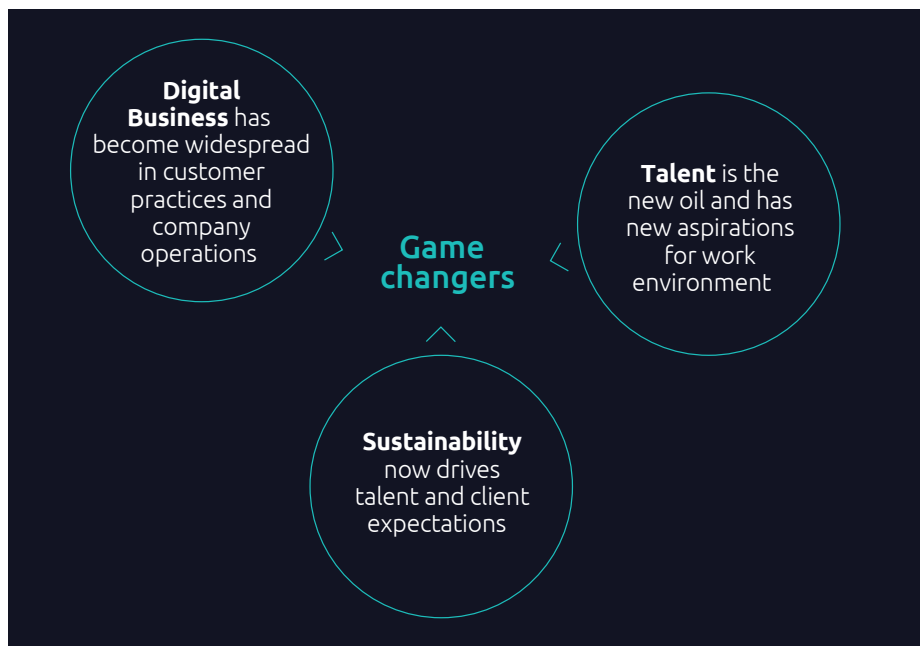 Digital
Business has
become widespread
in customer
practices and
company
operations
Game
changers
Talent is the
new oil and has
new aspirations
for work
environment
Sustainability
now drives
talent and client
expectations